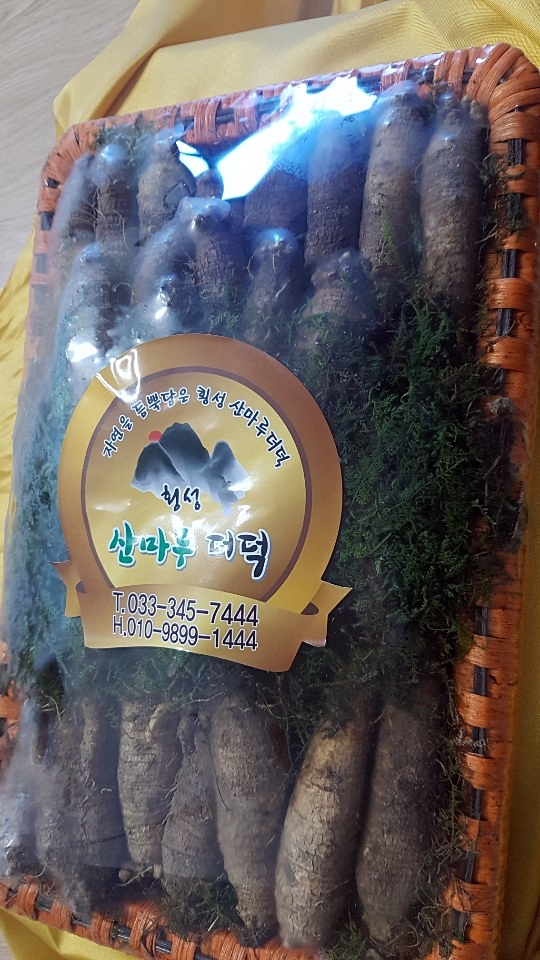 자연을 듬뿍담은 횡성 산마루더덕
횡성
산마루 더덕
T.033-345-7444
H.010-9899-1444